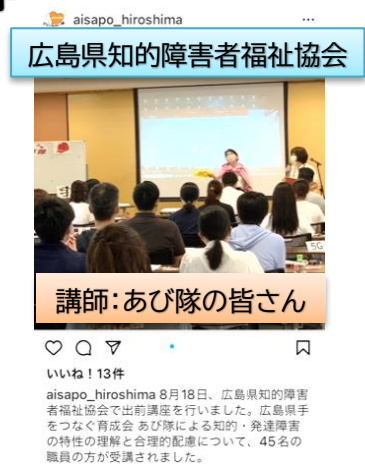 aisapo_hiroshima
広島県知的障害者福祉協会
5G
講師：あび隊の皆さん
いいね！13件
aisapo_hiroshima 8月18日、広島県知的障害
者福祉協会で出前講座を行いました。広島県手
をつなぐ育成会 あび隊による知的・発達障害
の特性の理解と合理的配慮について、45名の
職員の方が受講されました。